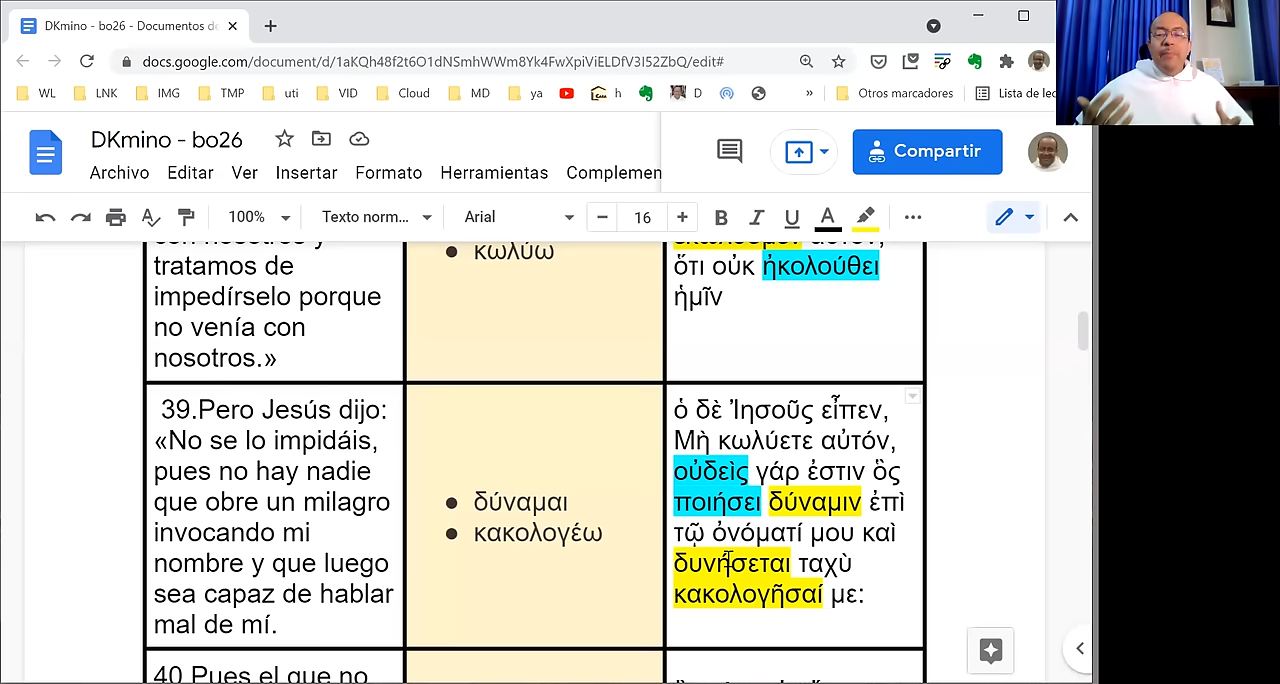 DKmino - bo26 - Documentos de
docs.google.com/document/d/1aKQh48f2t6O1dNSmhWWm8Yk4FwXpiViELDfV3I52ZbQ/edit#
WL LNK IMG TMP uti VID Cloud MD ya h D » Otros marcadores Lista de lec
DKmino - bo26
Compartir
Archivo Editar Ver Insertar Formato Herramientas Complemen
100% Texto norm... Arial − 16 + B I U A
con nosotros y
tratamos de
impedírselo porque
no venía con
nosotros.»
● κωλύω
ἐκωλύομεν αὐτόν,
ὅτι οὐκ ἠκολούθει
ἡμῖν
39.Pero Jesús dijo:
«No se lo impidáis,
pues no hay nadie
que obre un milagro
invocando mi
nombre y que luego
sea capaz de hablar
mal de mí.
● δύναμαι
● κακολογέω
ὁ δὲ Ἰησοῦς εἶπεν,
Μὴ κωλύετε αὐτόν,
οὐδεὶς γάρ ἐστιν ὃς
ποιήσει δύναμιν ἐπὶ
τῷ ὀνόματί μου καὶ
δυνήσεται ταχὺ
κακολογῆσαί με:
40 Pues el que no